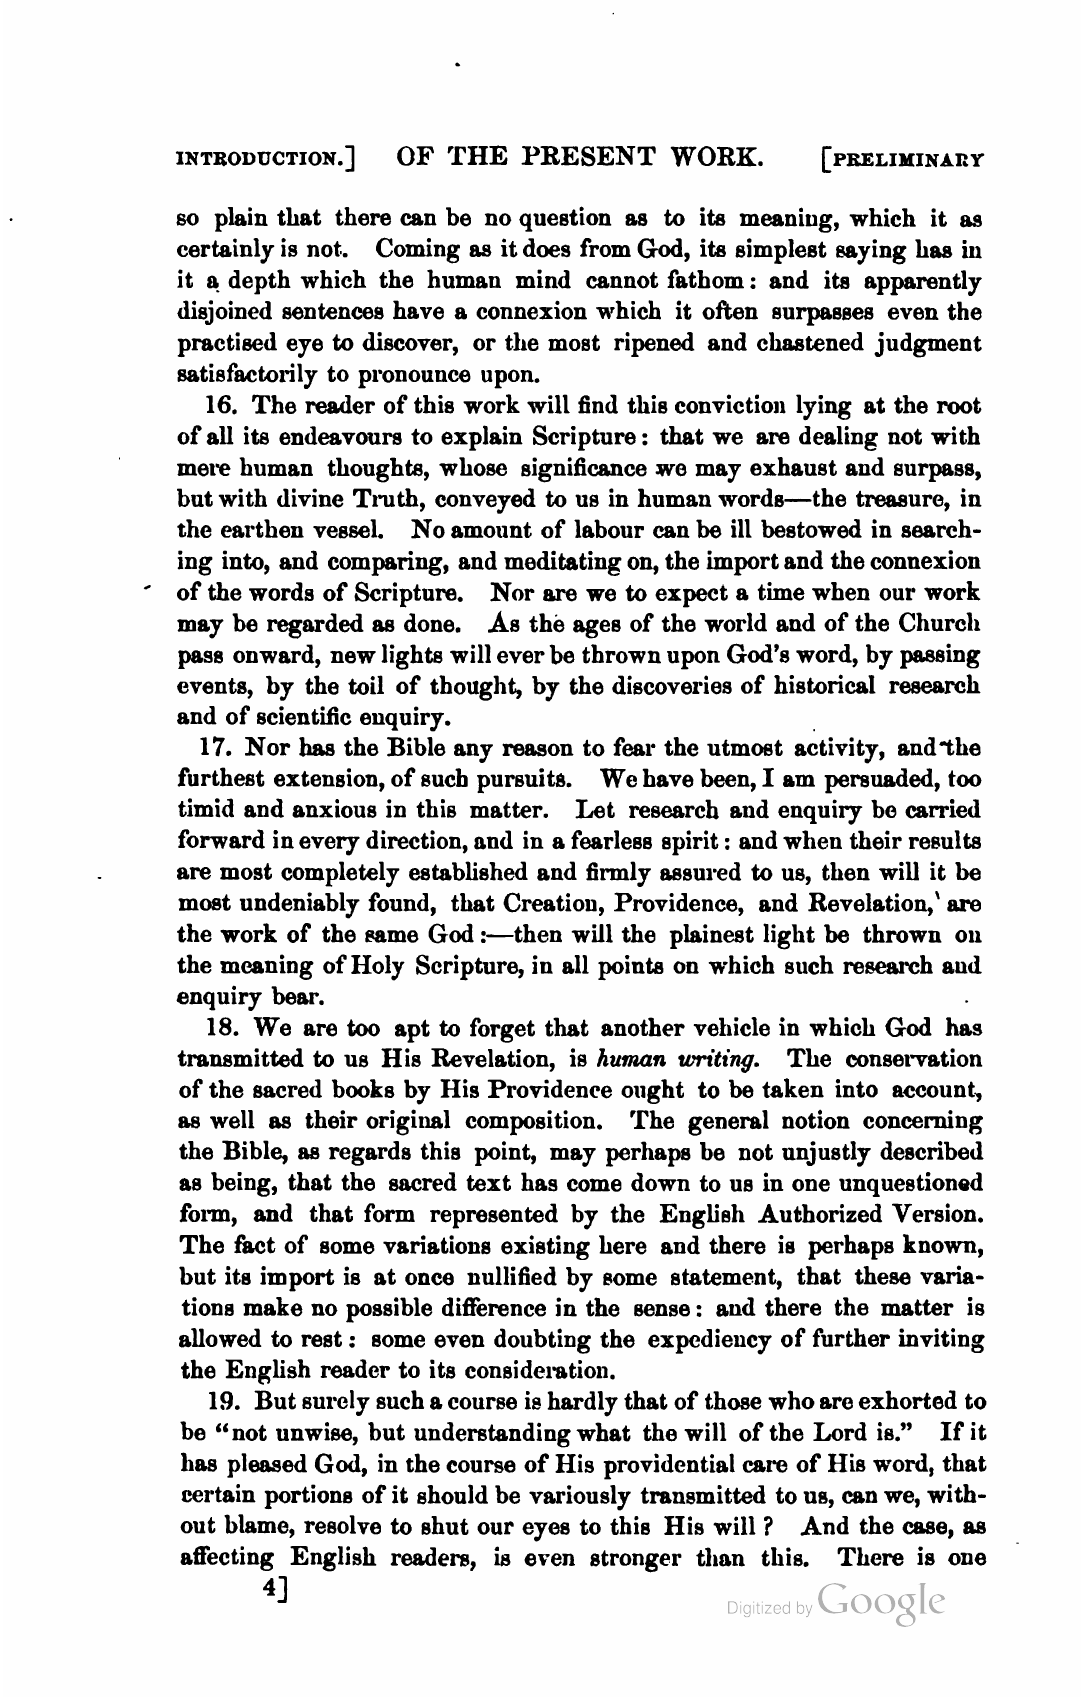 INTRODUCTION.] OF THE PRESENT WORK. [PRELIMINARY
so plain that there can be no question as to its meaning, which it as
certainly is not. Coming as it does from God, its simplest saying has in
it a depth which the human mind cannot fathom: and its apparently
disjoined sentences have a connexion which it often surpasses even the
practised eye to discover, or the most ripened and chastened judgment
satisfactorily to pronounce upon.
16. The reader of this work will find this conviction lying at the root
of all its endeavours to explain Scripture: that we are dealing not with
mere human thoughts, whose significance we may exhaust and surpass,
but with divine Truth, conveyed to us in human words—the treasure, in
the earthen vessel. No amount of labour can be ill bestowed in search-
ing into, and comparing, and meditating on, the import and the connexion
of the words of Scripture. Nor are we to expect a time when our work
may be regarded as done. As the ages of the world and of the Church
pass onward, new lights will ever be thrown upon God's word, by passing
events, by the toil of thought, by the discoveries of historical research
and of scientific enquiry.
17. Nor has the Bible any reason to fear the utmost activity, and the
furthest extension, of such pursuits. We have been, I am persuaded, too
timid and anxious in this matter. Let research and enquiry be carried
forward in every direction, and in a fearless spirit: and when their results
are most completely established and firmly assured to us, then will it be
most undeniably found, that Creation, Providence, and Revelation, are
the work of the same God:—then will the plainest light be thrown on
the meaning of Holy Scripture, in all points on which such research and
enquiry bear.
18. We are too apt to forget that another vehicle in which God has
transmitted to us His Revelation, is human writing. The conservation
of the sacred books by His Providence ought to be taken into account,
as well as their original composition. The general notion concerning
the Bible, as regards this point, may perhaps be not unjustly described
as being, that the sacred text has come down to us in one unquestioned
form, and that form represented by the English Authorized Version.
The fact of some variations existing here and there is perhaps known,
but its import is at once nullified by some statement, that these varia-
tions make no possible difference in the sense: and there the matter is
allowed to rest: some even doubting the expediency of further inviting
the English reader to its consideration.
19. But surely such a course is hardly that of those who are exhorted to
be “not unwise, but understanding what the will of the Lord is.” If it
has pleased God, in the course of His providential care of His word, that
certain portions of it should be variously transmitted to us, can we, with-
out blame, resolve to shut our eyes to this His will? And the case, as
affecting English readers, is even stronger than this. There is one
4]
Digitized by Google